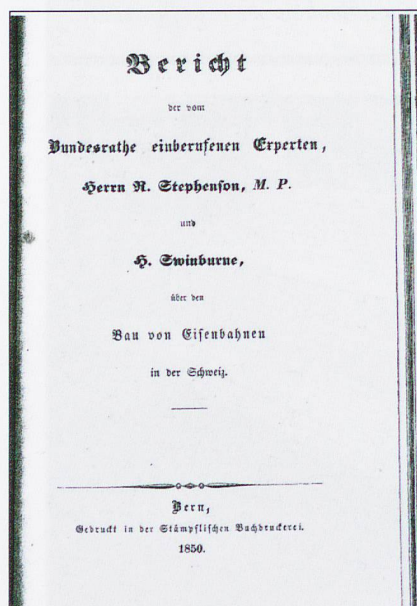 Bericht
der vom
Bundesrathe einberufenen Experten,
Herrn R. Stephenson, M. P.
und
H. Swinburne,
über den
Bau von Eisenbahnen
in der Schweiz.
Bern,
Gedruckt in der Stämpflischen Buchdruckerei.
1850.